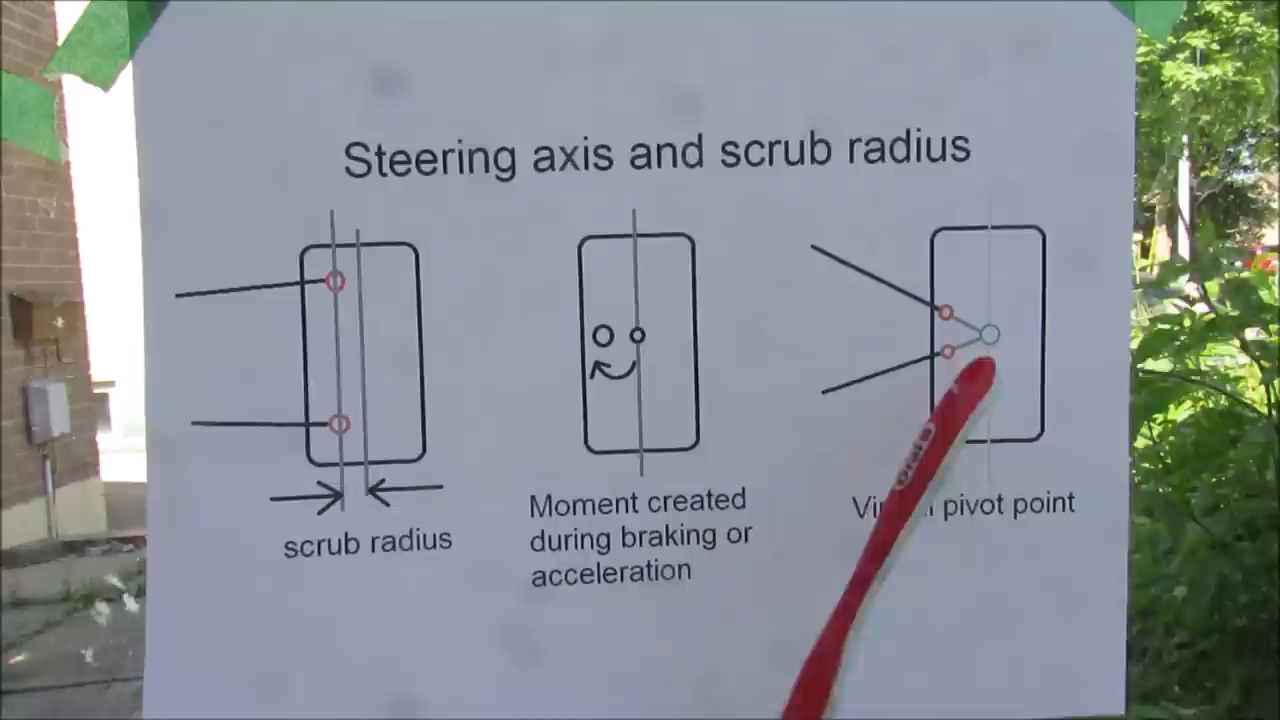 Steering axis and scrub radius
scrub radius
Moment created
during braking or
acceleration
pivot point